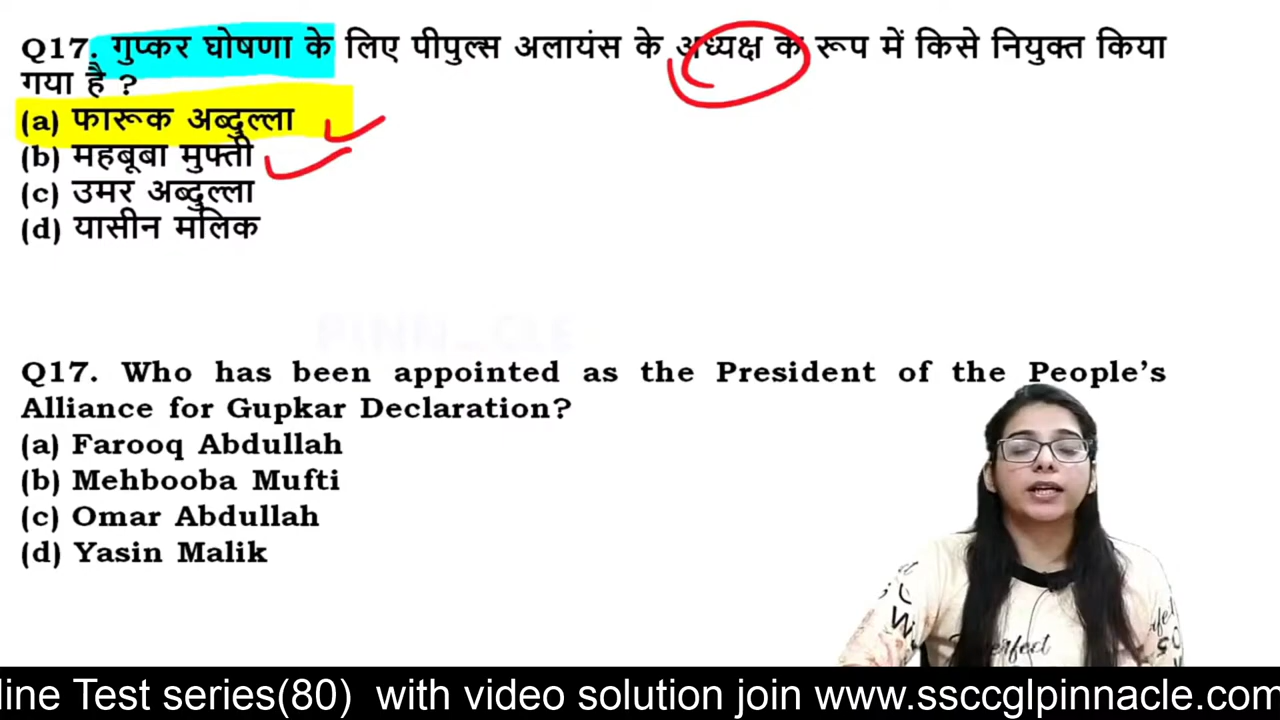 Q17. गुप्कर घोषणा के लिए पीपुल्स अलायंस के अध्यक्ष के रूप में किसे नियुक्त किया
गया है ?
(a) फारूक अब्दुल्ला
(b) महबूबा मुफ्ती
(c) उमर अब्दुल्ला
(d) यासीन मलिक
Q17. Who has been appointed as the President of the People's
Alliance for Gupkar Declaration?
(a) Farooq Abdullah
(b) Mehbooba Mufti
(c) Omar Abdullah
(d) Yasin Malik
line Test series(80) with video solution join www.ssccglpinnacle.com